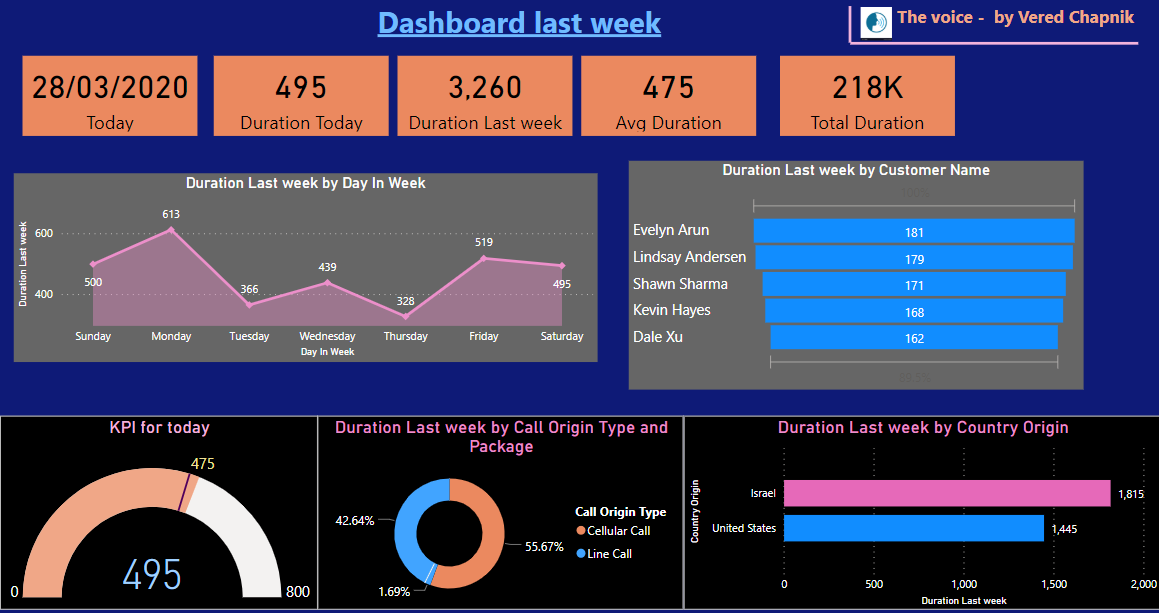 Dashboard last week
The voice - by Vered Chapnik
28/03/2020
Today
495
Duration Today
3,260
Duration Last week
475
Avg Duration
218K
Total Duration
Duration Last week by Day In Week
Duration Last week
600
400
500
613
366
439
328
519
495
Sunday
Monday
Tuesday
Wednesday
Thursday
Friday
Saturday
Day In Week
Duration Last week by Customer Name
100%
Evelyn Arun
181
Lindsay Andersen
179
Shawn Sharma
171
Kevin Hayes
168
Dale Xu
162
KPI for today
475
495
0
800
Duration Last week by Call Origin Type and
Package
42.64%
55.67%
1.69%
Call Origin Type
Cellular Call
Line Call
Duration Last week by Country Origin
Country Origin
Israel
1,815
United States
1,445
0
500
1,000
1,500
2,000
Duration Last week